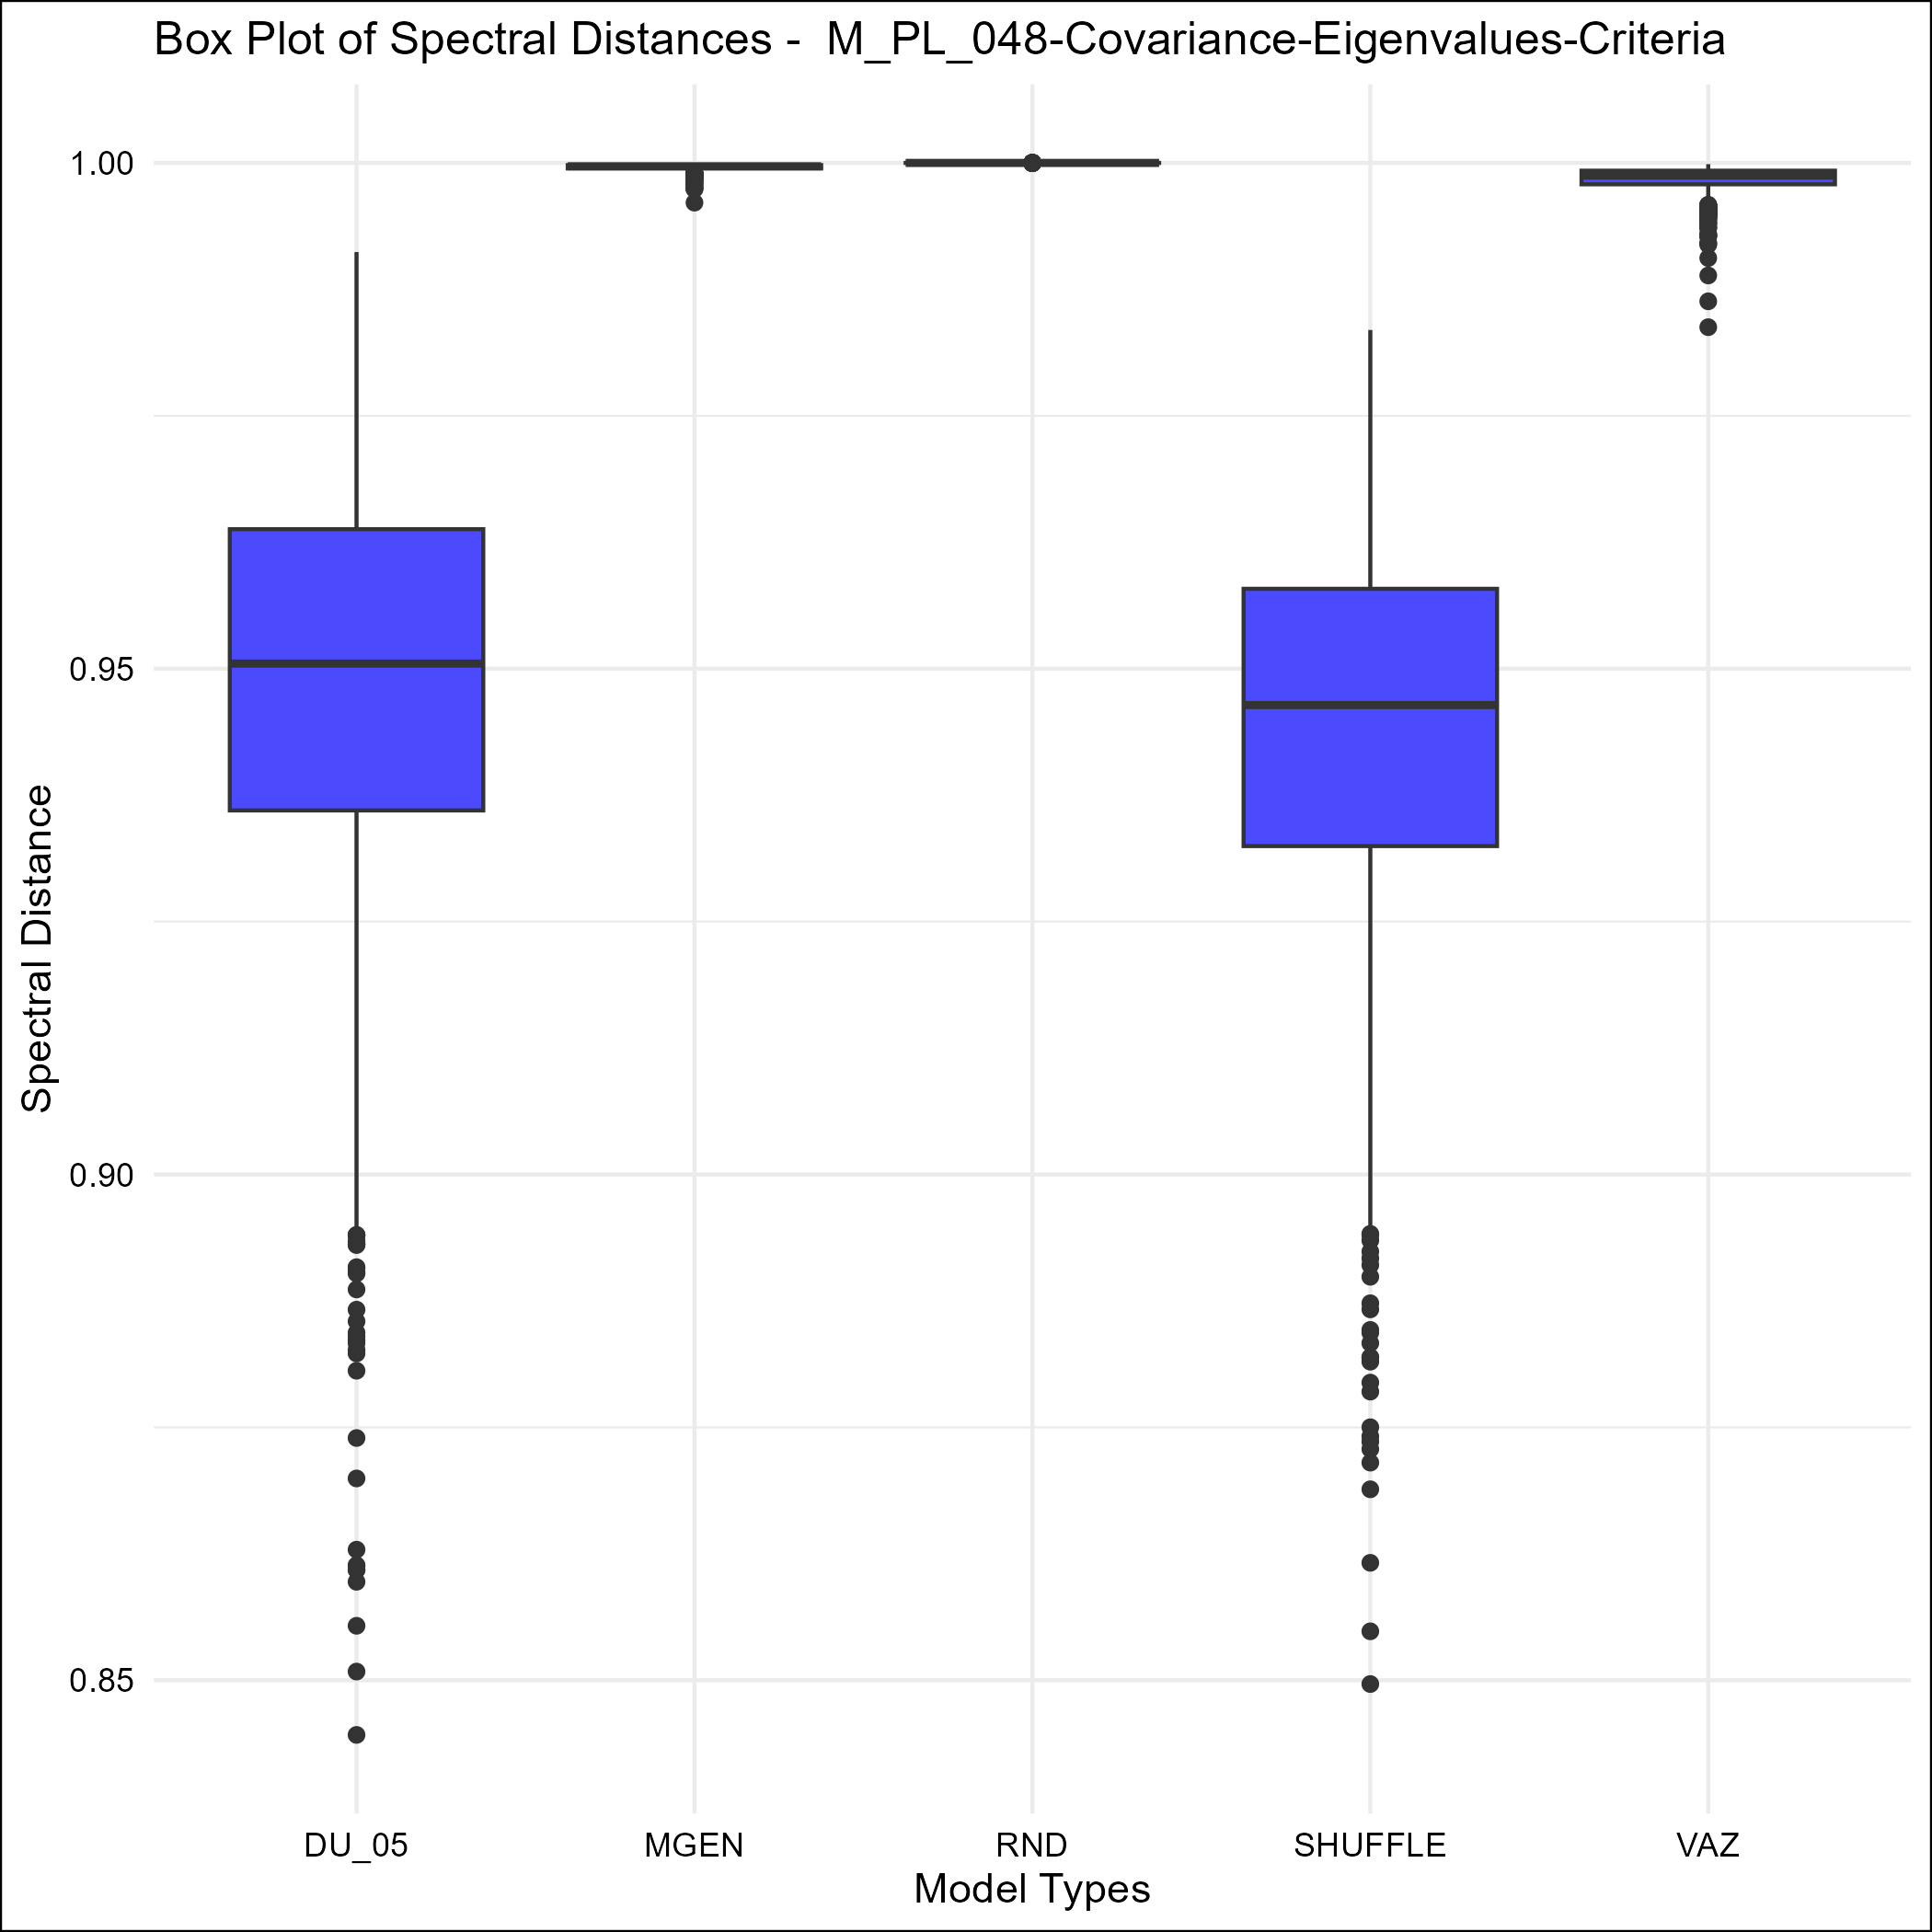 Box Plot of Spectral Distances -  M_PL_048-Covariance-Eigenvalues-Criteria
1.00
0.95
0.90
0.85
Spectral Distance
DU_05 MGEN RND SHUFFLE VAZ
Model Types